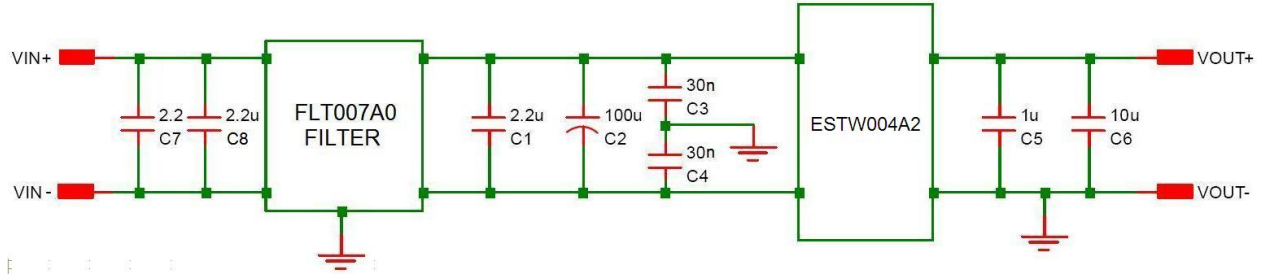 VIN+
2.2
C7
2.2u
C8
FLT007A0
FILTER
2.2u
C1
100u
C2
30n
C3
30n
C4
ESTW004A2
1u
C5
10u
C6
VOUT+
VIN -
VOUT-